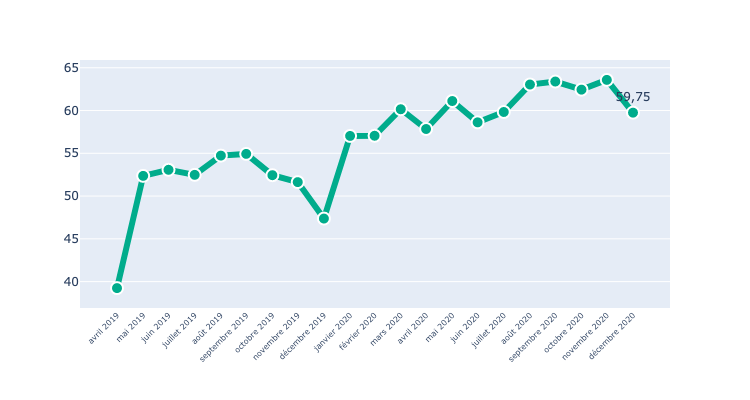 65
59,75
60
55
50
45
40
avril 2019
mai 2019
juin 2019
juillet 2019
août 2019
septembre 2019
octobre 2019
novembre 2019
décembre 2019
janvier 2020
février 2020
mars 2020
avril 2020
mai 2020
juin 2020
juillet 2020
août 2020
septembre 2020
octobre 2020
novembre 2020
décembre 2020